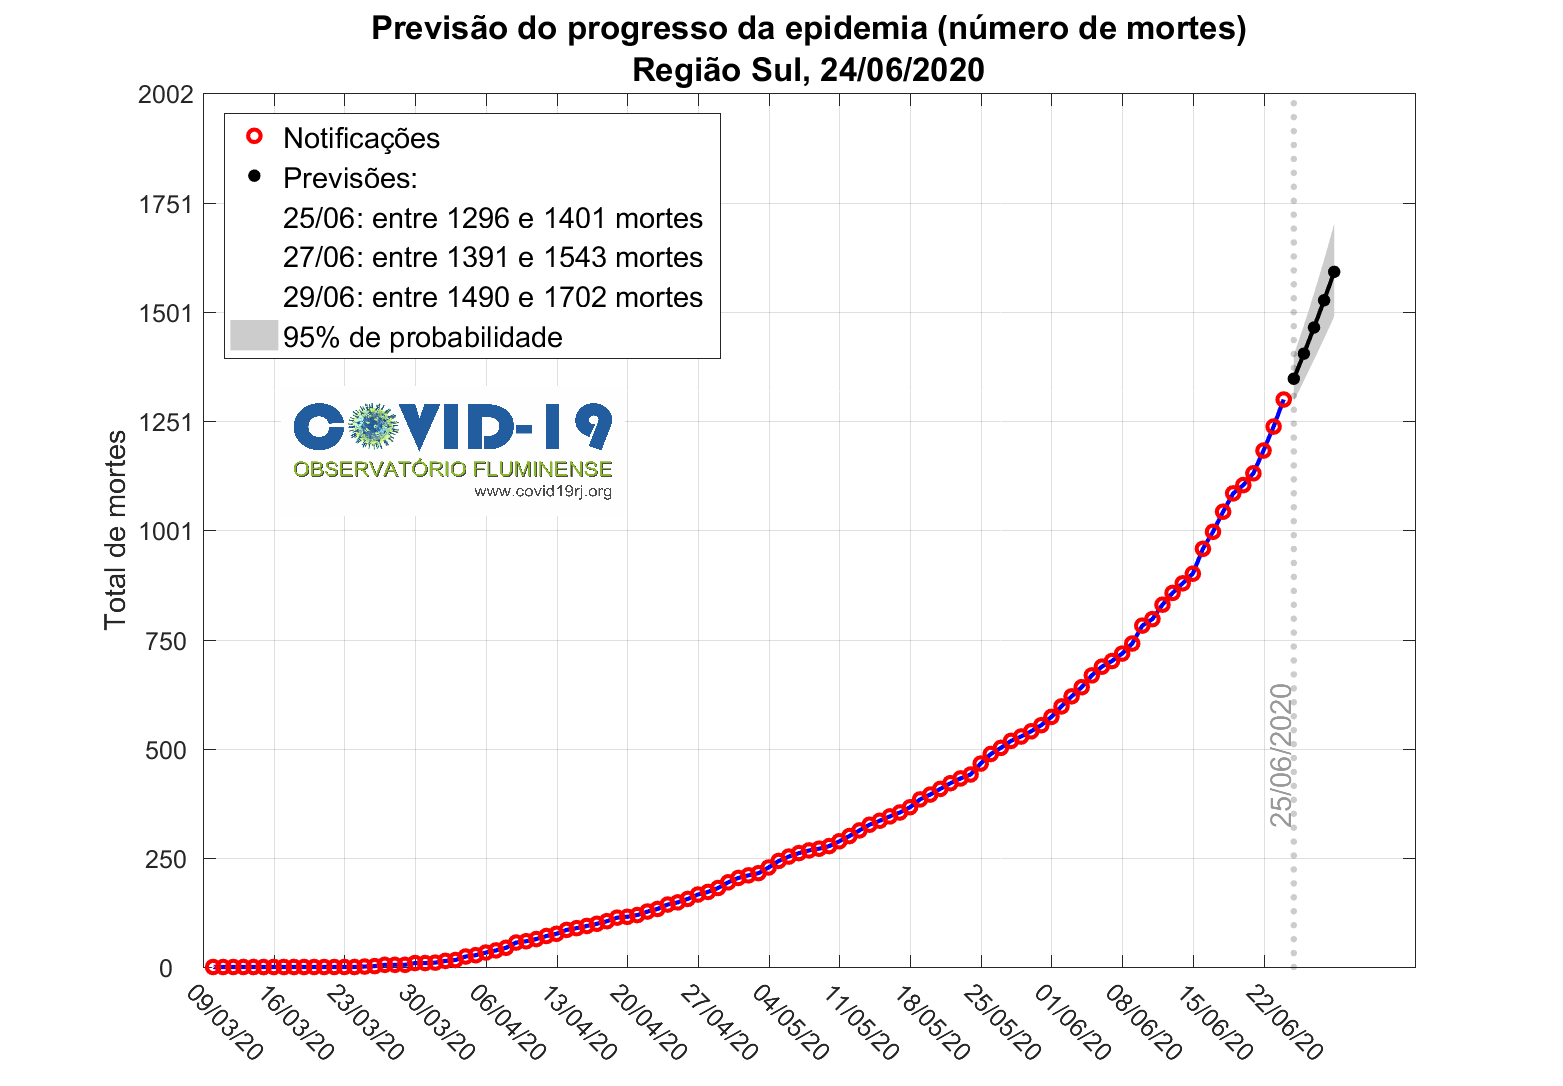 Previsão do progresso da epidemia (número de mortes)
Região Sul, 24/06/2020
2002
1751
1501
1251
1001
750
500
250
0
Total de mortes
Notificações
Previsões:
25/06: entre 1296 e 1401 mortes
27/06: entre 1391 e 1543 mortes
29/06: entre 1490 e 1702 mortes
95% de probabilidade
COVID-19
OBSERVATÓRIO FLUMINENSE
www.covid19rj.org
25/06/2020
09/03/20
16/03/20
23/03/20
30/03/20
06/04/20
13/04/20
20/04/20
27/04/20
04/05/20
11/05/20
18/05/20
25/05/20
01/06/20
08/06/20
15/06/20
22/06/20